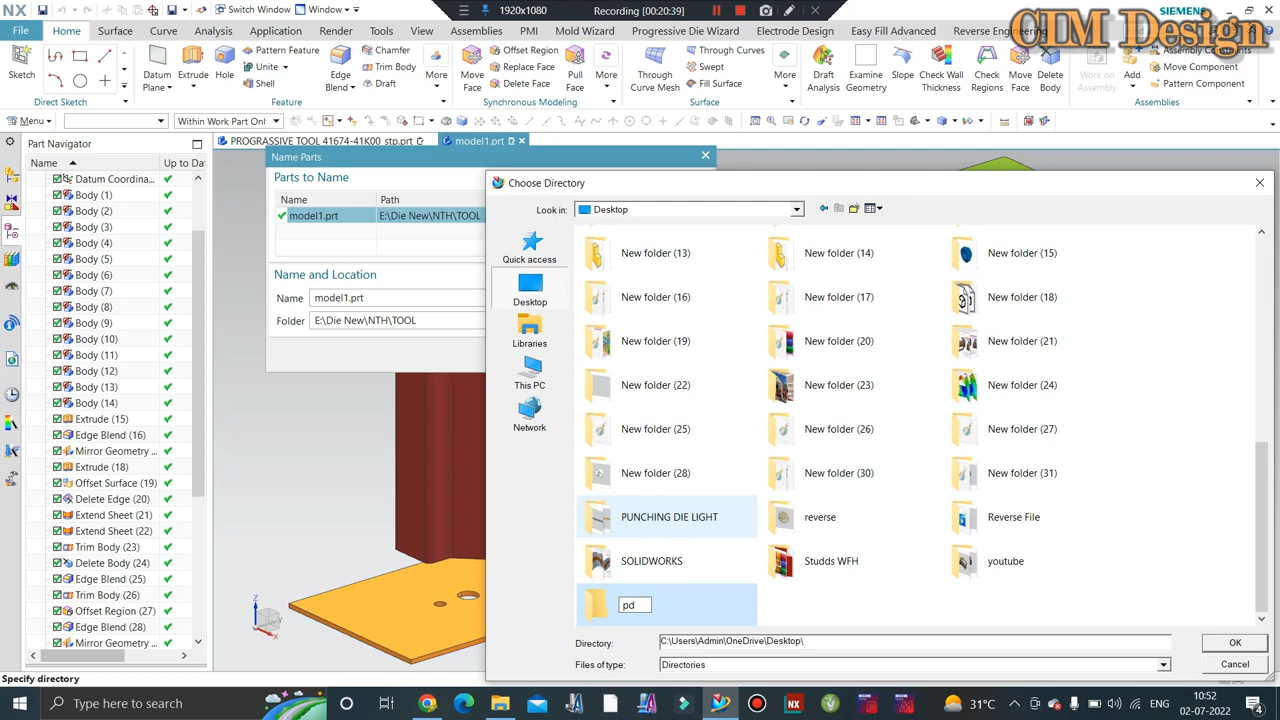 NX
Switch Window
Window
1920x1080
Recording [00:20:39]
SIEMENS
CIM Design
File
Home
Surface
Curve
Analysis
Application
Render
Tools
View
Assemblies
PMI
Mold Wizard
Progressive Die Wizard
Electrode Design
Easy Fill Advanced
Reverse Engineering
Sketch
Datum Plane
Extrude
Hole
Pattern Feature
Unite
Shell
Edge Blend
Chamfer
Trim Body
Draft
More
Move Face
Offset Region
Replace Face
Delete Face
Pull Face
More
Through Curve Mesh
Through Curves
Swept
Fill Surface
More
Draft Analysis
Examine Geometry
Slope
Check Wall Thickness
Check Regions
Move Face
Delete Body
Work on Assembly
Add
Assembly Constraints
Move Component
Pattern Component
Direct Sketch
Feature
Synchronous Modeling
Surface
Assemblies
Menu
Within Work Part Only
Part Navigator
PROGRASSIVE TOOL 41674-41K00_stp.prt
model1.prt
Name
Up to Da
Datum Coordina...
Body (1)
Body (2)
Body (3)
Body (4)
Body (5)
Body (6)
Body (7)
Body (8)
Body (9)
Body (10)
Body (11)
Body (12)
Body (13)
Body (14)
Extrude (15)
Edge Blend (16)
Mirror Geometry ...
Extrude (18)
Offset Surface (19)
Delete Edge (20)
Extend Sheet (21)
Extend Sheet (22)
Trim Body (23)
Delete Body (24)
Edge Blend (25)
Trim Body (26)
Offset Region (27)
Edge Blend (28)
Mirror Geometry ...
Name Parts
Parts to Name
Name
Path
model1.prt
E:\Die New\NTH\TOOL
Name and Location
Name
model1.prt
Folder
E:\Die New\NTH\TOOL
Choose Directory
Look in:
Desktop
Quick access
Desktop
Libraries
This PC
Network
New folder (13)
New folder (14)
New folder (15)
New folder (16)
New folder (17)
New folder (18)
New folder (19)
New folder (20)
New folder (21)
New folder (22)
New folder (23)
New folder (24)
New folder (25)
New folder (26)
New folder (27)
New folder (28)
New folder (30)
New folder (31)
PUNCHING DIE LIGHT
reverse
Reverse File
SOLIDWORKS
Studds WFH
youtube
pd
Directory:
C:\Users\Admin\OneDrive\Desktop\
OK
Files of type:
Directories
Cancel
Z
Y
X
Specify directory
Type here to search
31°C
ENG
10:52
02-07-2022
4